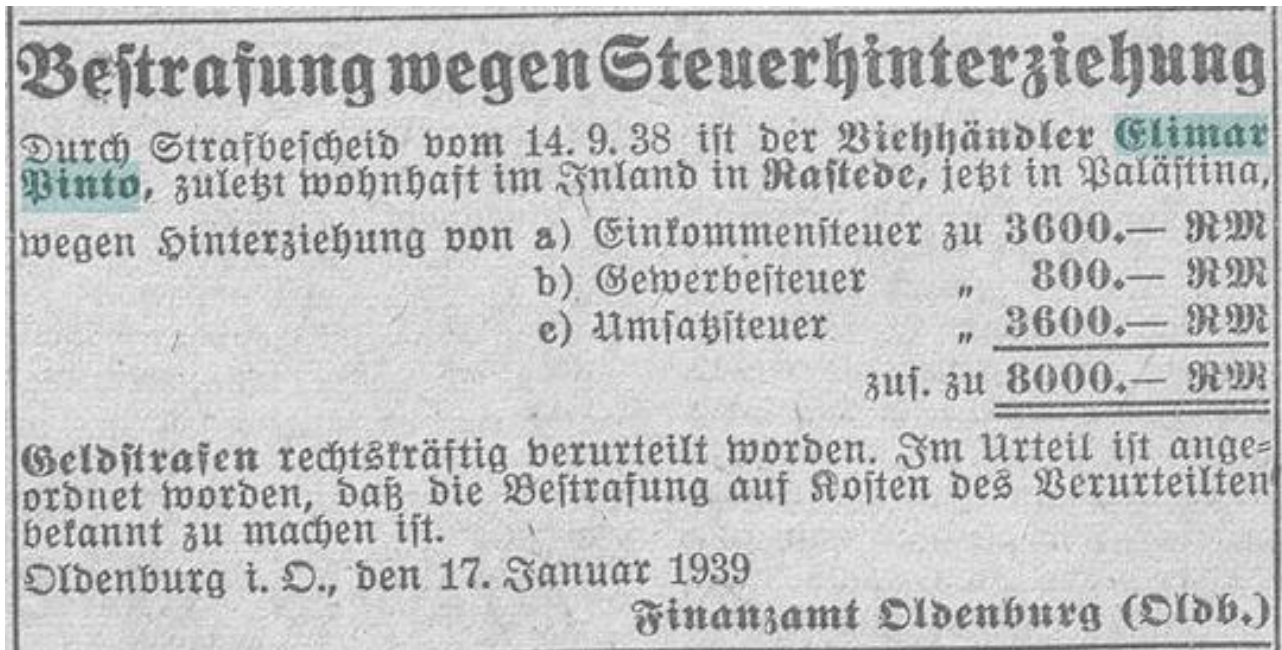 Bestrafung wegen Steuerhinterziehung
Durch Strafbescheid vom 14. 9. 38 ist der Viehhändler Elimar
Pinto, zuletzt wohnhaft im Inland in Rastede, jetzt in Palästina,
wegen Hinterziehung von a) Einkommensteuer zu 3600.— RM
b) Gewerbesteuer „ 800.— RM
c) Umsatzsteuer „ 3600.— RM
zus. zu 8000.— RM
Geldstrafen rechtskräftig verurteilt worden. Im Urteil ist ange-
ordnet worden, daß die Bestrafung auf Kosten des Verurteilten
bekannt zu machen ist.
Oldenburg i. O., den 17. Januar 1939
Finanzamt Oldenburg (Oldb.)